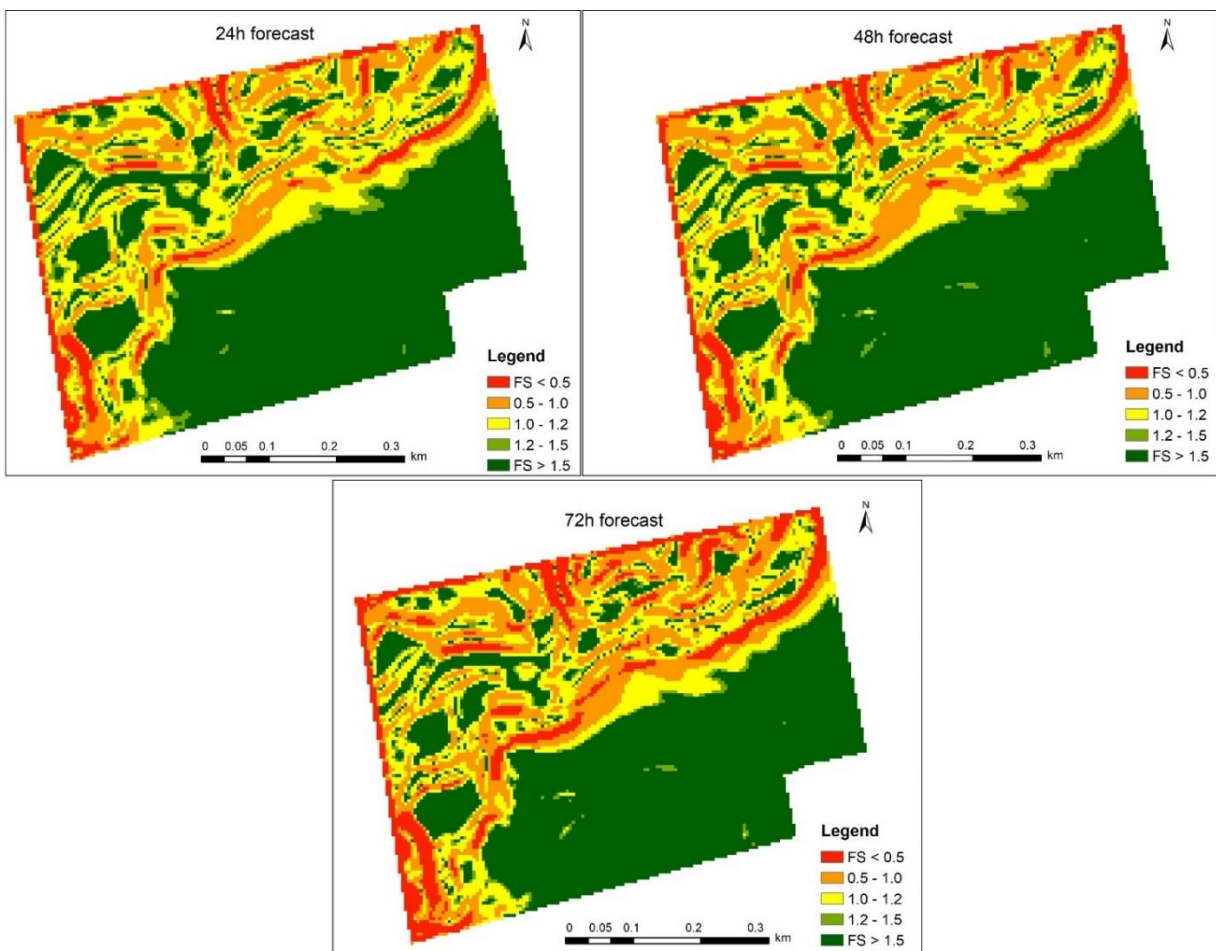 24h forecast
N
Legend
FS < 0.5
0.5 - 1.0
1.0 - 1.2
1.2 - 1.5
FS > 1.5
0 0.05 0.1 0.2 0.3
km
48h forecast
N
Legend
FS < 0.5
0.5 - 1.0
1.0 - 1.2
1.2 - 1.5
FS > 1.5
0 0.05 0.1 0.2 0.3
km
72h forecast
N
Legend
FS < 0.5
0.5 - 1.0
1.0 - 1.2
1.2 - 1.5
FS > 1.5
0 0.05 0.1 0.2 0.3
km